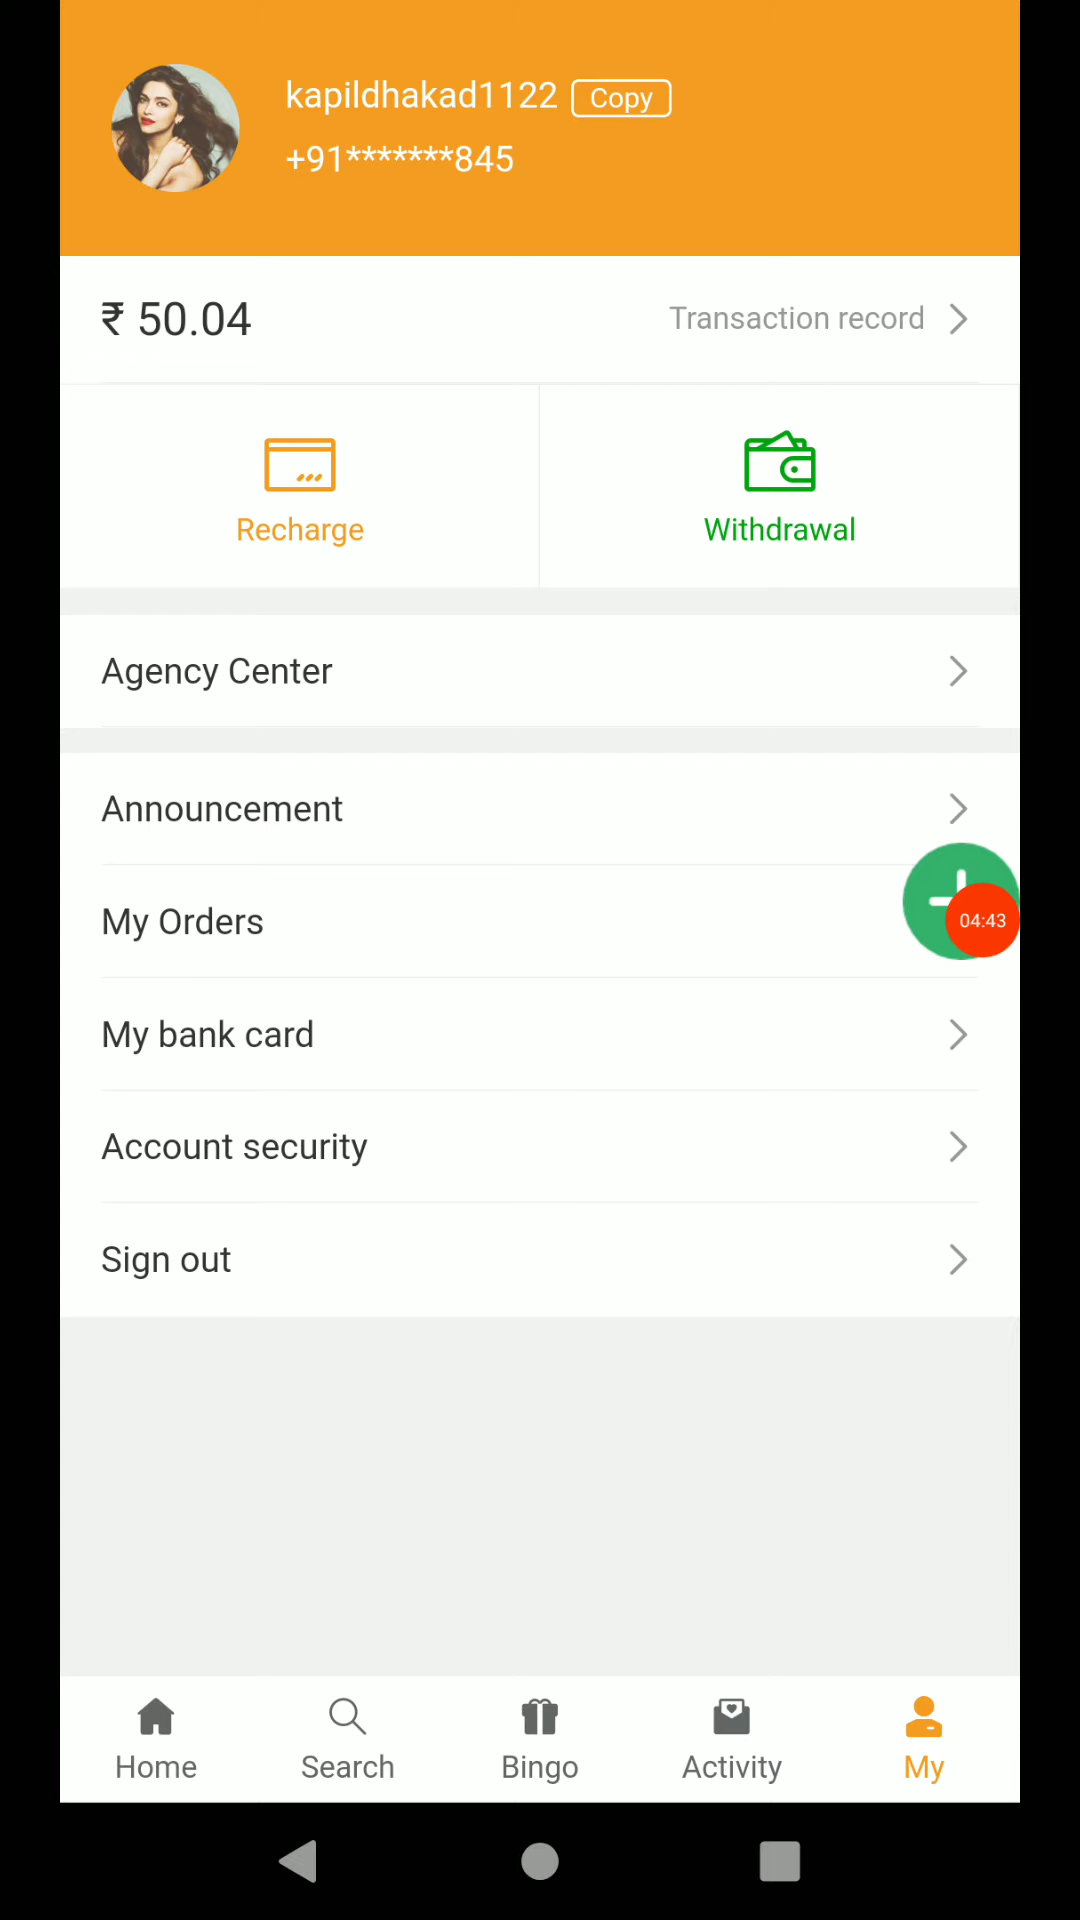 kapildhakad1122 Copy
+91*******845
₹ 50.04 Transaction record
Recharge Withdrawal
Agency Center
Announcement
My Orders
04:43
My bank card
Account security
Sign out
Home Search Bingo Activity My